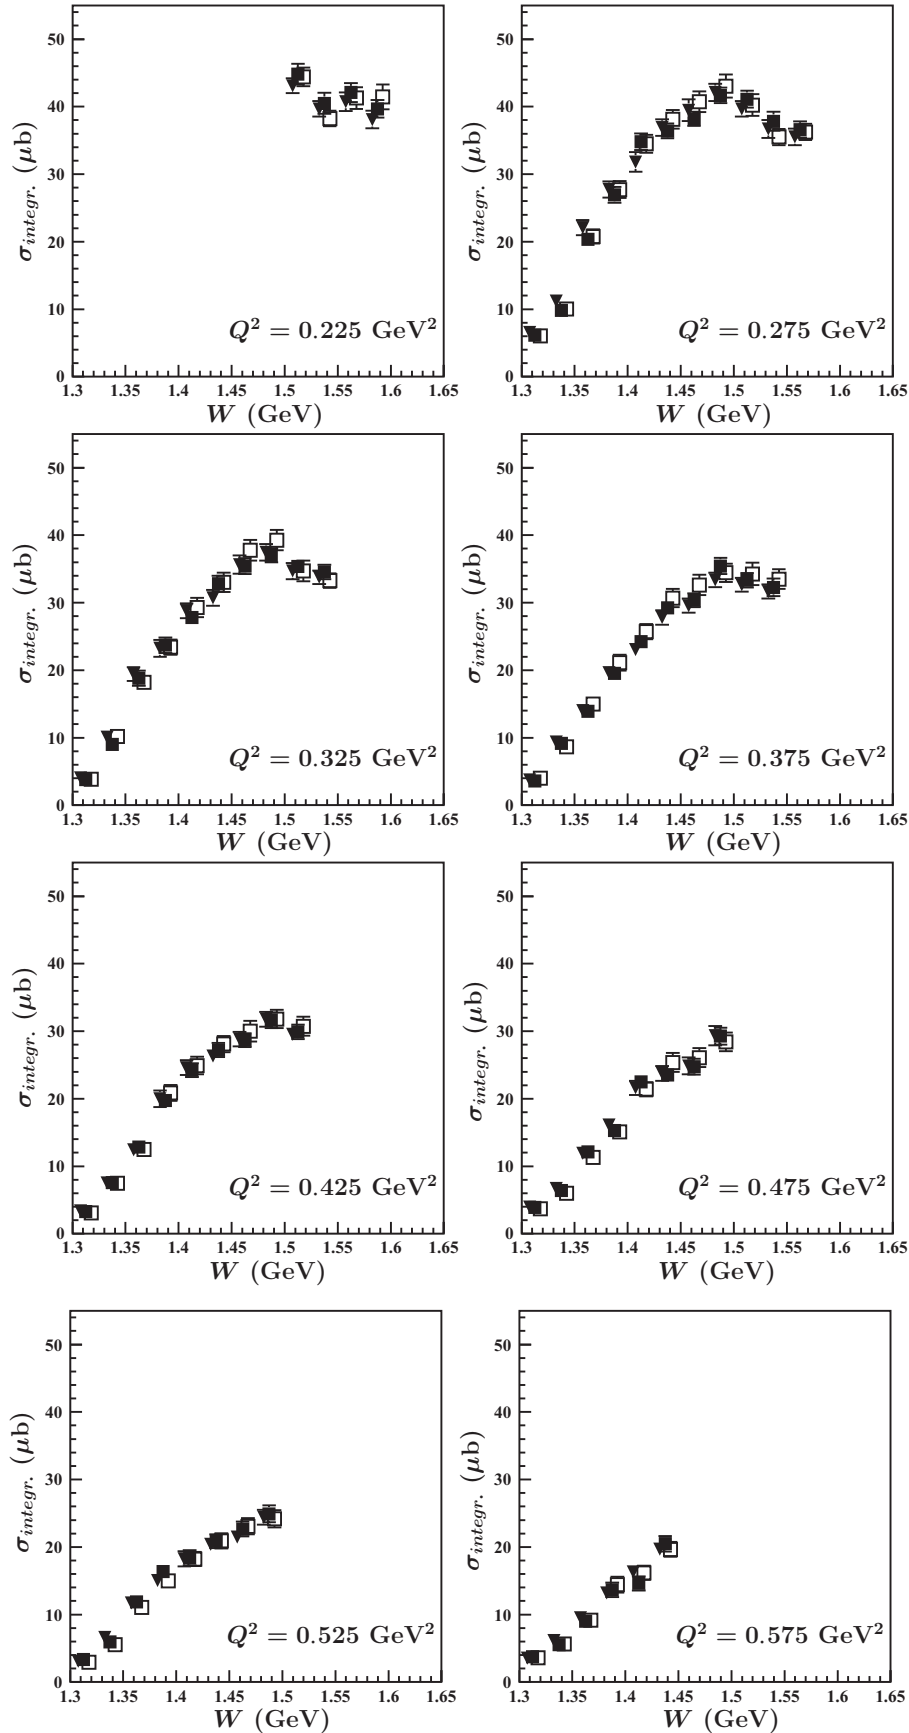 σintegr. (μb)
50
40
30
20
10
0
Q² = 0.225 GeV²
1.3 1.35 1.4 1.45 1.5 1.55 1.6 1.65
W (GeV)
σintegr. (μb)
50
40
30
20
10
0
Q² = 0.275 GeV²
1.3 1.35 1.4 1.45 1.5 1.55 1.6 1.65
W (GeV)
σintegr. (μb)
50
40
30
20
10
0
Q² = 0.325 GeV²
1.3 1.35 1.4 1.45 1.5 1.55 1.6 1.65
W (GeV)
σintegr. (μb)
50
40
30
20
10
0
Q² = 0.375 GeV²
1.3 1.35 1.4 1.45 1.5 1.55 1.6 1.65
W (GeV)
σintegr. (μb)
50
40
30
20
10
0
Q² = 0.425 GeV²
1.3 1.35 1.4 1.45 1.5 1.55 1.6 1.65
W (GeV)
σintegr. (μb)
50
40
30
20
10
0
Q² = 0.475 GeV²
1.3 1.35 1.4 1.45 1.5 1.55 1.6 1.65
W (GeV)
σintegr. (μb)
50
40
30
20
10
0
Q² = 0.525 GeV²
1.3 1.35 1.4 1.45 1.5 1.55 1.6 1.65
W (GeV)
σintegr. (μb)
50
40
30
20
10
0
Q² = 0.575 GeV²
1.3 1.35 1.4 1.45 1.5 1.55 1.6 1.65
W (GeV)